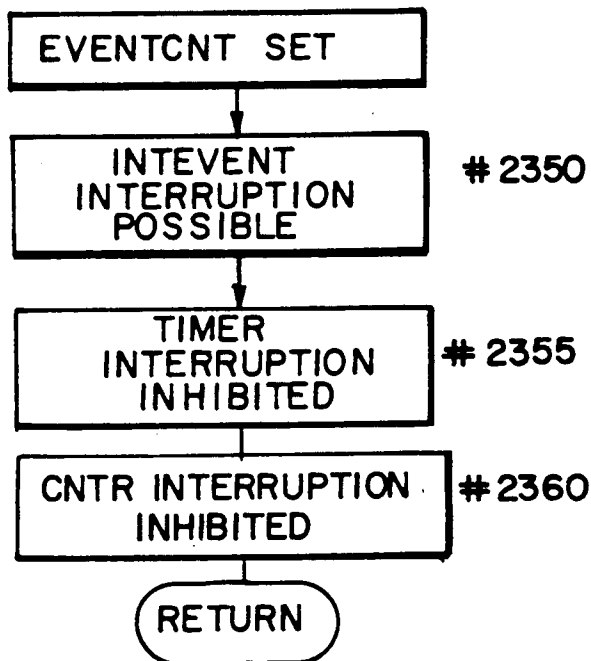 EVENTCNT SET
INTEVENT
INTERRUPTION
POSSIBLE
#2350
TIMER
INTERRUPTION
INHIBITED
#2355
CNTR INTERRUPTION
INHIBITED
#2360
RETURN